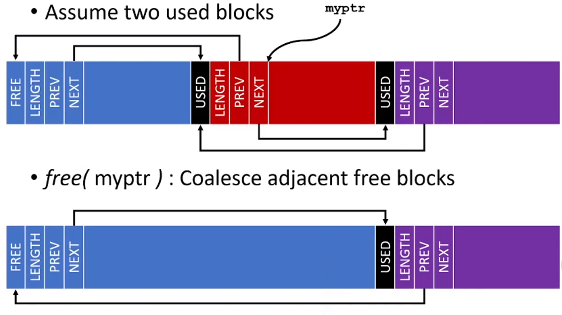 • Assume two used blocks
myptr
FREE LENGTH PREV NEXT USED LENGTH PREV NEXT USED LENGTH PREV NEXT
• free( myptr ) : Coalesce adjacent free blocks
FREE LENGTH PREV NEXT USED LENGTH PREV NEXT